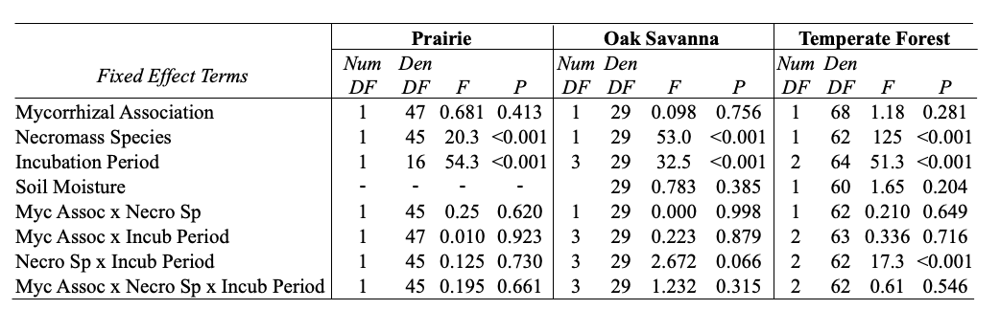 Prairie Oak Savanna Temperate Forest
Fixed Effect Terms Num DF Den DF F P Num DF Den DF F P Num DF Den DF F P
Mycorrhizal Association 1 47 0.681 0.413 1 29 0.098 0.756 1 68 1.18 0.281
Necromass Species 1 45 20.3 <0.001 1 29 53.0 <0.001 1 62 125 <0.001
Incubation Period 1 16 54.3 <0.001 3 29 32.5 <0.001 2 64 51.3 <0.001
Soil Moisture - - - - 29 0.783 0.385 1 60 1.65 0.204
Myc Assoc x Necro Sp 1 45 0.25 0.620 1 29 0.000 0.998 1 62 0.210 0.649
Myc Assoc x Incub Period 1 47 0.010 0.923 3 29 0.223 0.879 2 63 0.336 0.716
Necro Sp x Incub Period 1 45 0.125 0.730 3 29 2.672 0.066 2 62 17.3 <0.001
Myc Assoc x Necro Sp x Incub Period 1 45 0.195 0.661 3 29 1.232 0.315 2 62 0.61 0.546